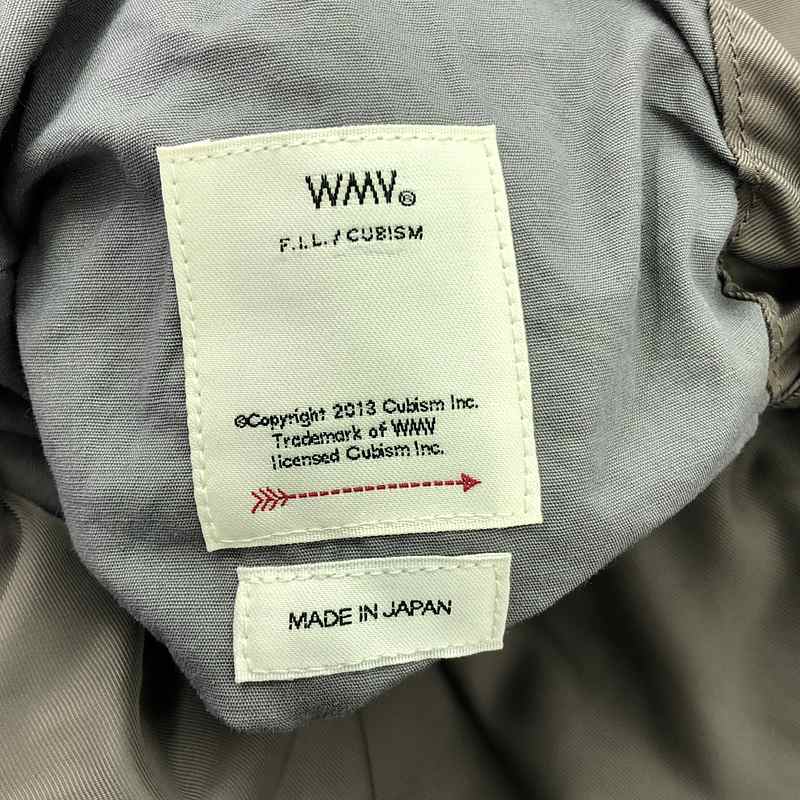 WMV®
F.I.L./CUBISM
©Copyright 2013 Cubism Inc.
Trademark of WMV
licensed Cubism Inc.
MADE IN JAPAN